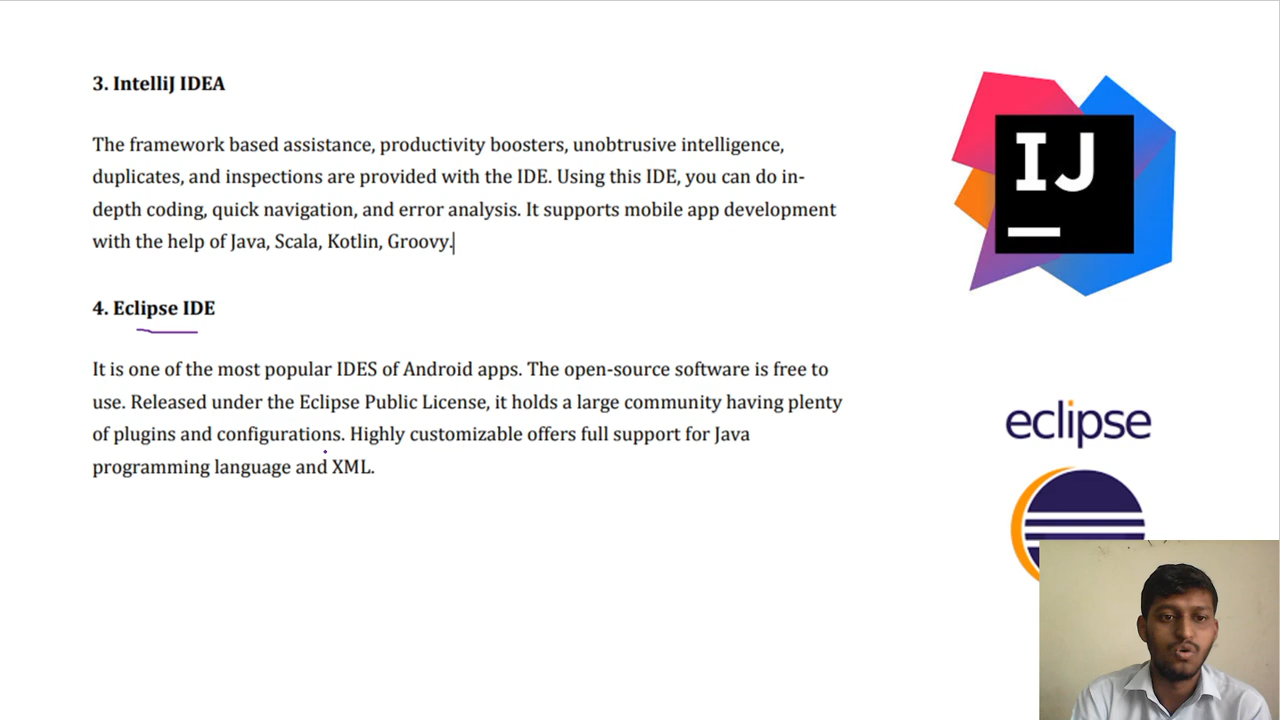 3. IntelliJ IDEA
The framework based assistance, productivity boosters, unobtrusive intelligence,
duplicates, and inspections are provided with the IDE. Using this IDE, you can do in-
depth coding, quick navigation, and error analysis. It supports mobile app development
with the help of Java, Scala, Kotlin, Groovy.
IJ
4. Eclipse IDE
It is one of the most popular IDES of Android apps. The open-source software is free to
use. Released under the Eclipse Public License, it holds a large community having plenty
of plugins and configurations. Highly customizable offers full support for Java
programming language and XML.
eclipse